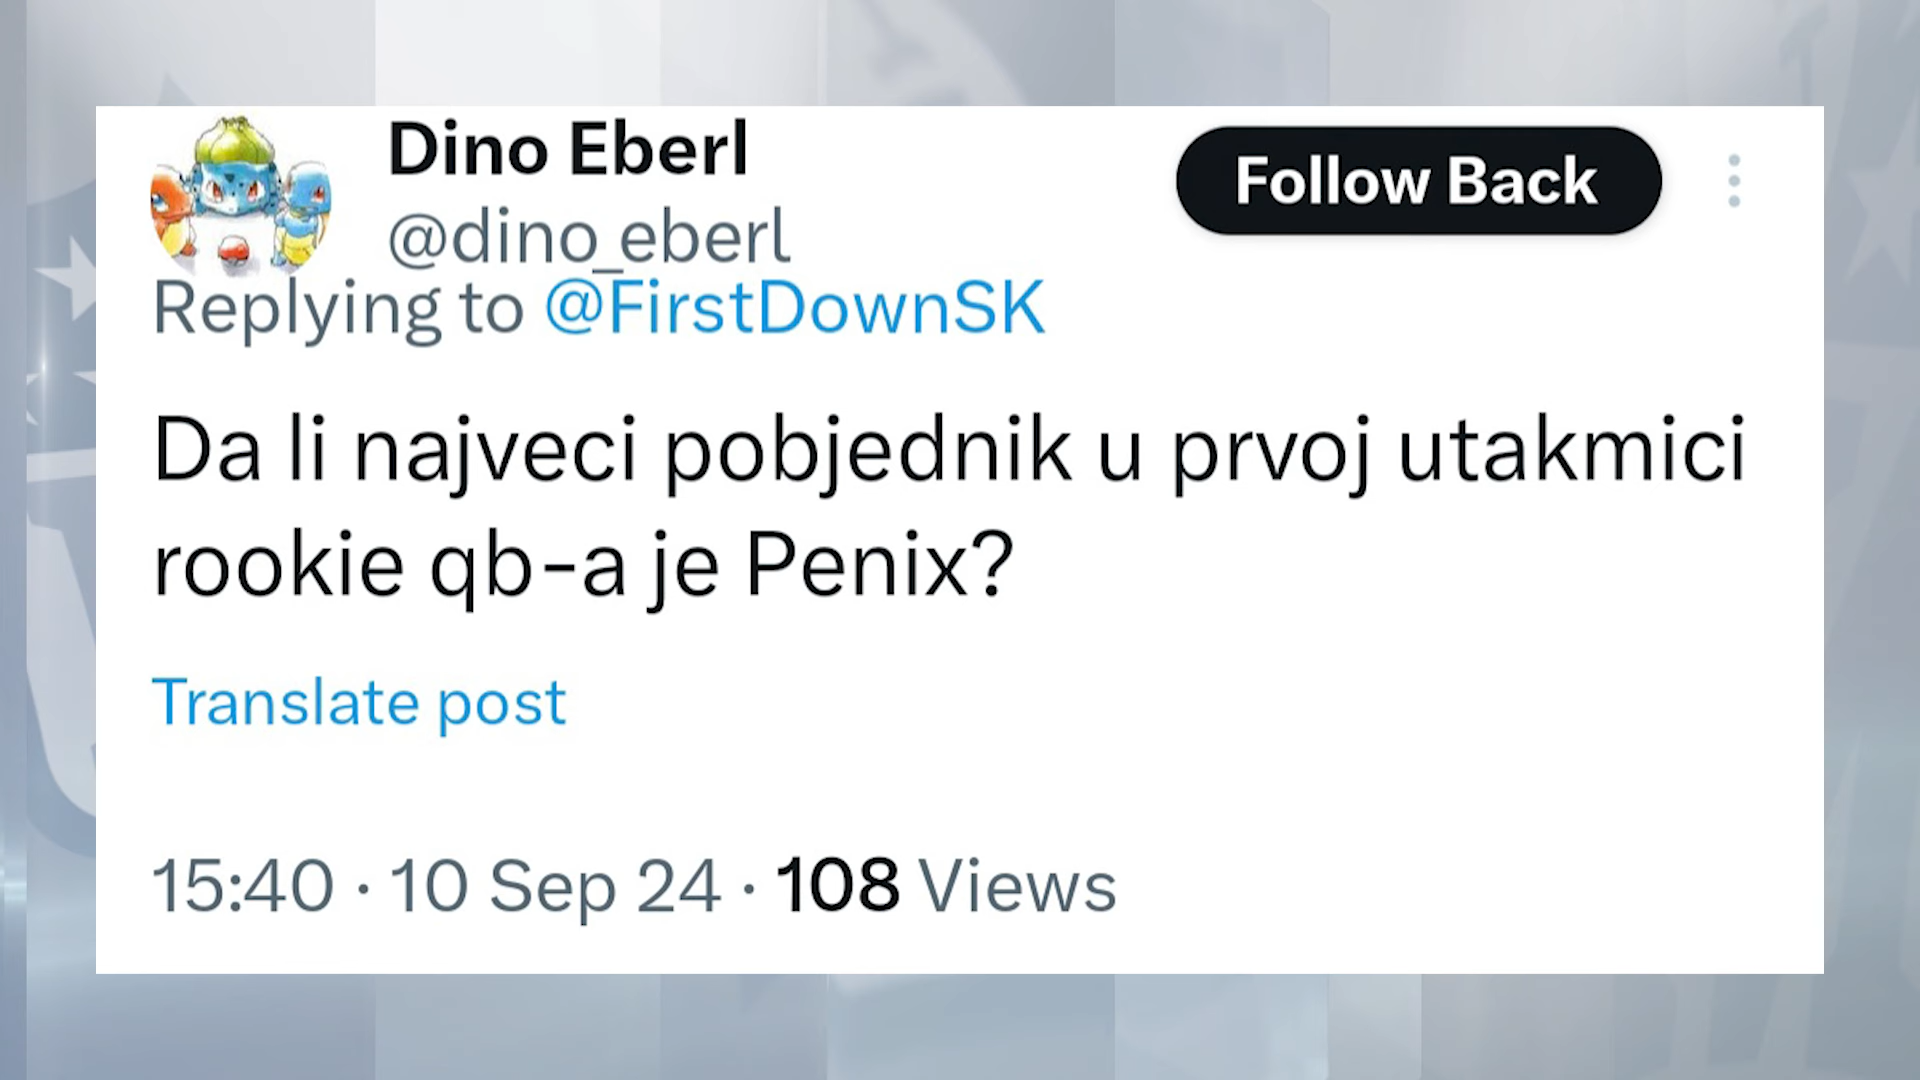 Dino Eberl
Follow Back
@dino_eberl
Replying to @FirstDownSK
Da li najveci pobjednik u prvoj utakmici
rookie qb-a je Penix?
Translate post
15:40 · 10 Sep 24 · 108 Views